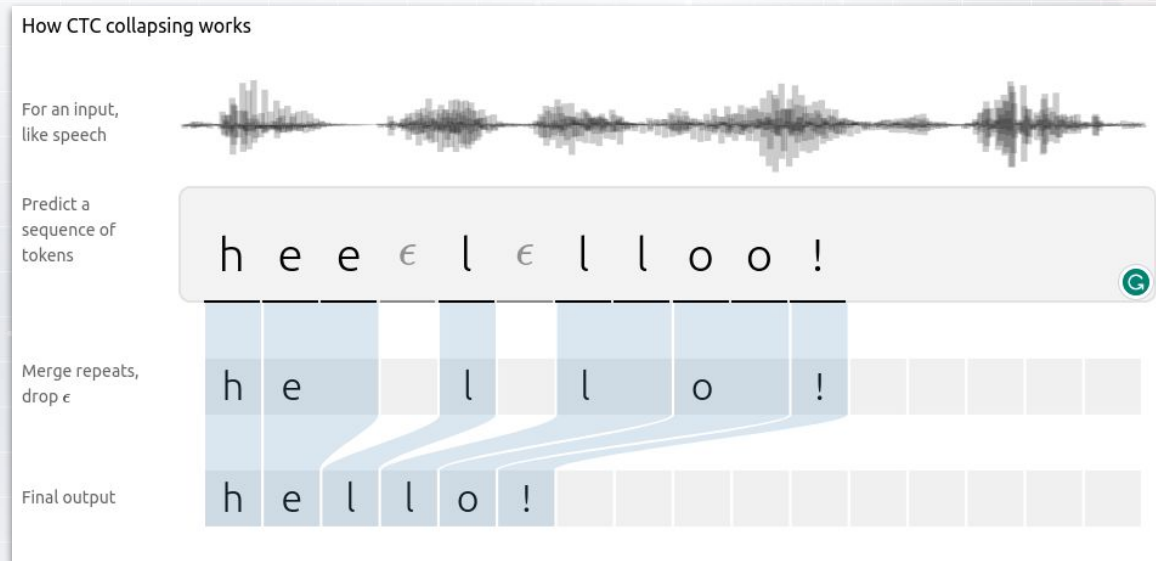 How CTC collapsing works
For an input,
like speech
Predict a
sequence of
tokens
h e e ϵ l ϵ l l o o !
Merge repeats,
drop ϵ
h e l l o !
Final output
h e l l o !